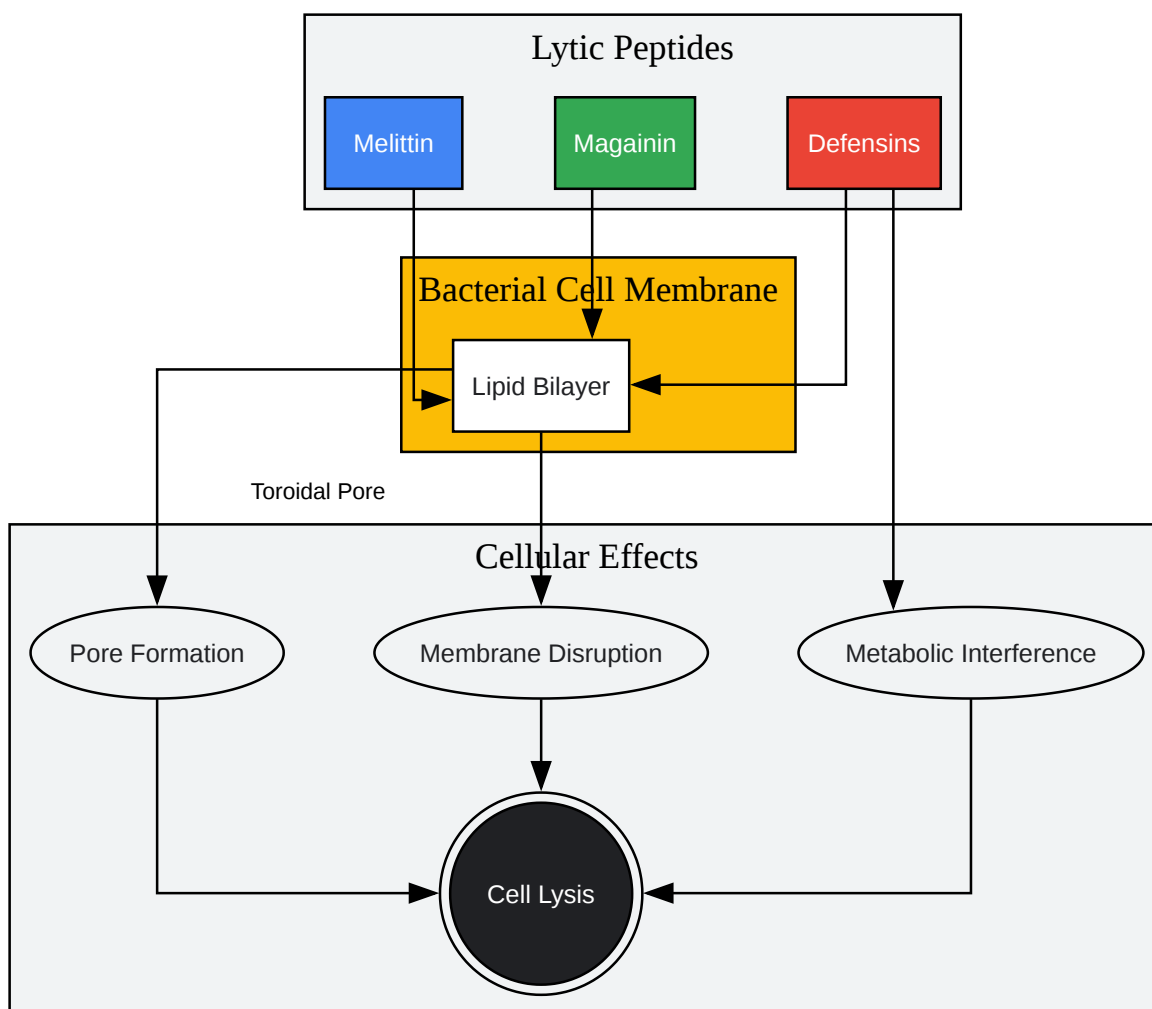 Lytic Peptides
Melittin
Magainin
Defensins
Bacterial Cell Membrane
Lipid Bilayer
Toroidal Pore
Cellular Effects
Pore Formation
Membrane Disruption
Metabolic Interference
Cell Lysis